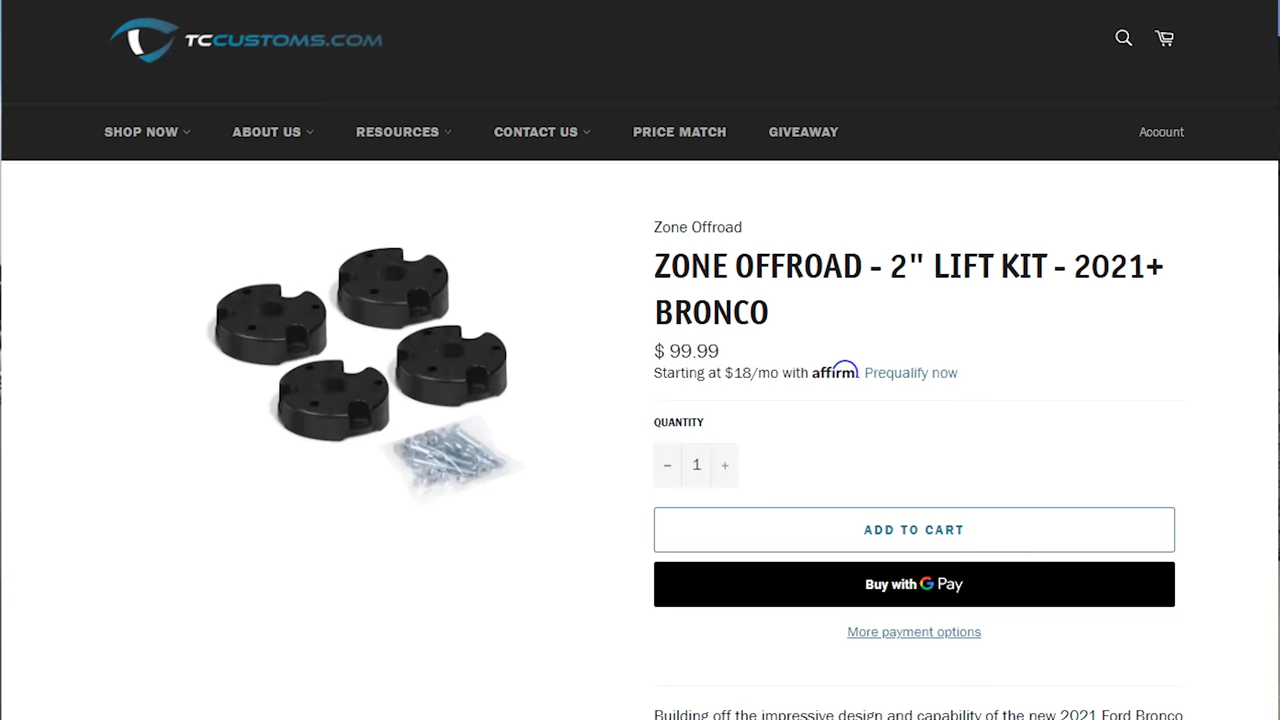 TCCUSTOMS.COM
SHOP NOW ABOUT US RESOURCES CONTACT US PRICE MATCH GIVEAWAY Account
Zone Offroad
ZONE OFFROAD - 2" LIFT KIT - 2021+
BRONCO
$ 99.99
Starting at $18/mo with affirm. Prequalify now
QUANTITY
- 1 +
ADD TO CART
Buy with G Pay
More payment options
Building off the impressive design and capability of the new 2021 Ford Bronco